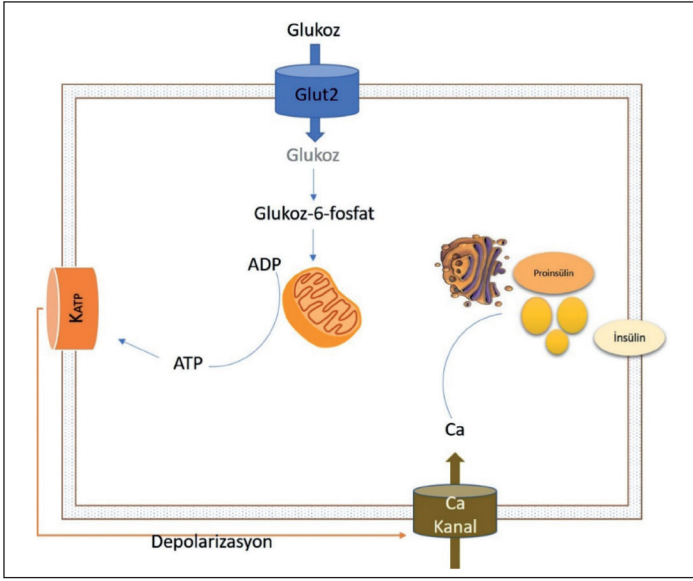 Glukoz
Glut2
Glukoz
Glukoz-6-fosfat
ADP
Proinsülin
KATP
İnsülin
ATP
Ca
Ca
Kanal
Depolarizasyon